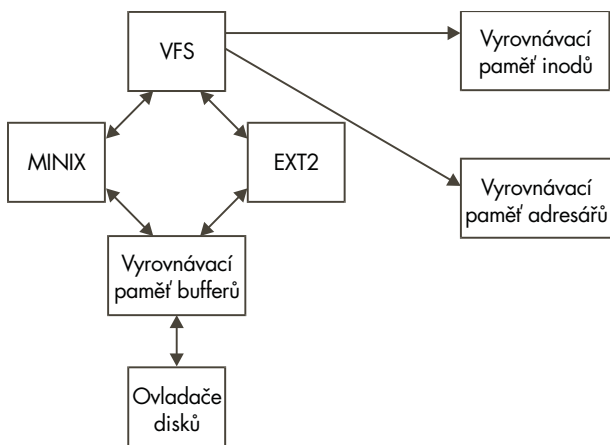 VFS
Vyrovnávací
paměť inodů
MINIX
EXT2
Vyrovnávací
paměť adresářů
Vyrovnávací
paměť bufferů
Ovladače
disků